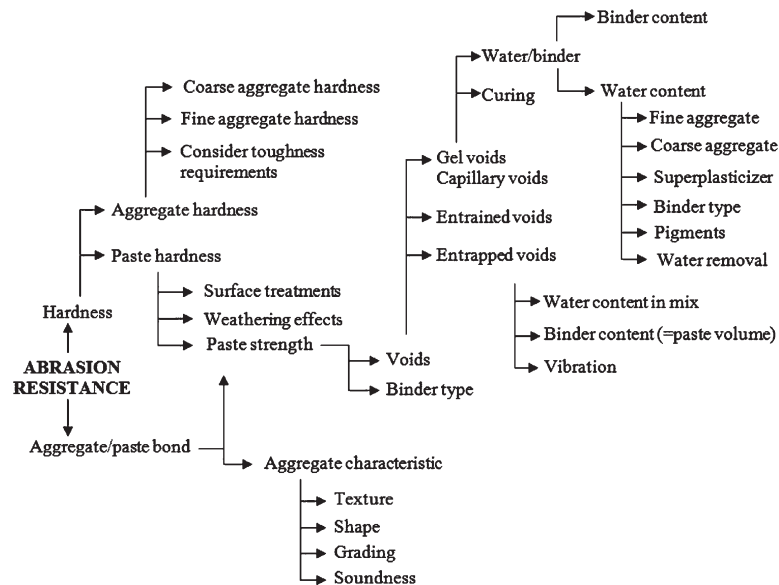 Binder content
Water/binder
Coarse aggregate hardness
Curing
Water content
Fine aggregate hardness
Fine aggregate
Consider toughness
requirements
Gel voids
Capillary voids
Coarse aggregate
Superplasticizer
Aggregate hardness
Entrained voids
Binder type
Pigments
Paste hardness
Entrapped voids
Water removal
Surface treatments
Water content in mix
Hardness
Weathering effects
Binder content (=paste volume)
Paste strength
Voids
Vibration
ABRASION
RESISTANCE
Binder type
Aggregate/paste bond
Aggregate characteristic
Texture
Shape
Grading
Soundness